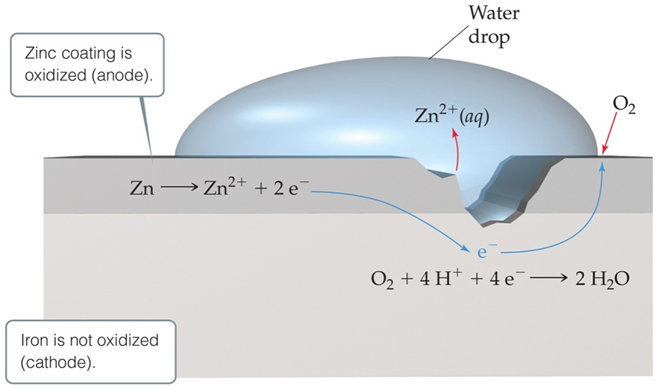 Water
drop
Zinc coating is
oxidized (anode).
Zn²⁺(aq)
O₂
Zn ⟶ Zn²⁺ + 2 e⁻
e⁻
O₂ + 4 H⁺ + 4 e⁻ ⟶ 2 H₂O
Iron is not oxidized
(cathode).